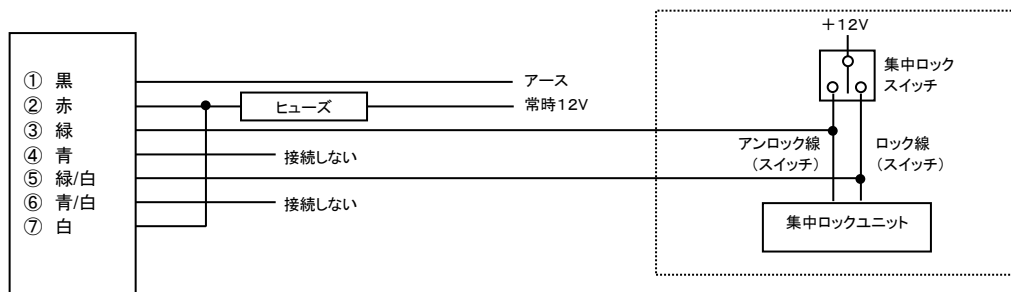 ① 黒
② 赤
③ 緑
④ 青
⑤ 緑/白
⑥ 青/白
⑦ 白
ヒューズ
アース
常時12V
接続しない
接続しない
+12V
集中ロック
スイッチ
アンロック線
(スイッチ)
ロック線
(スイッチ)
集中ロックユニット